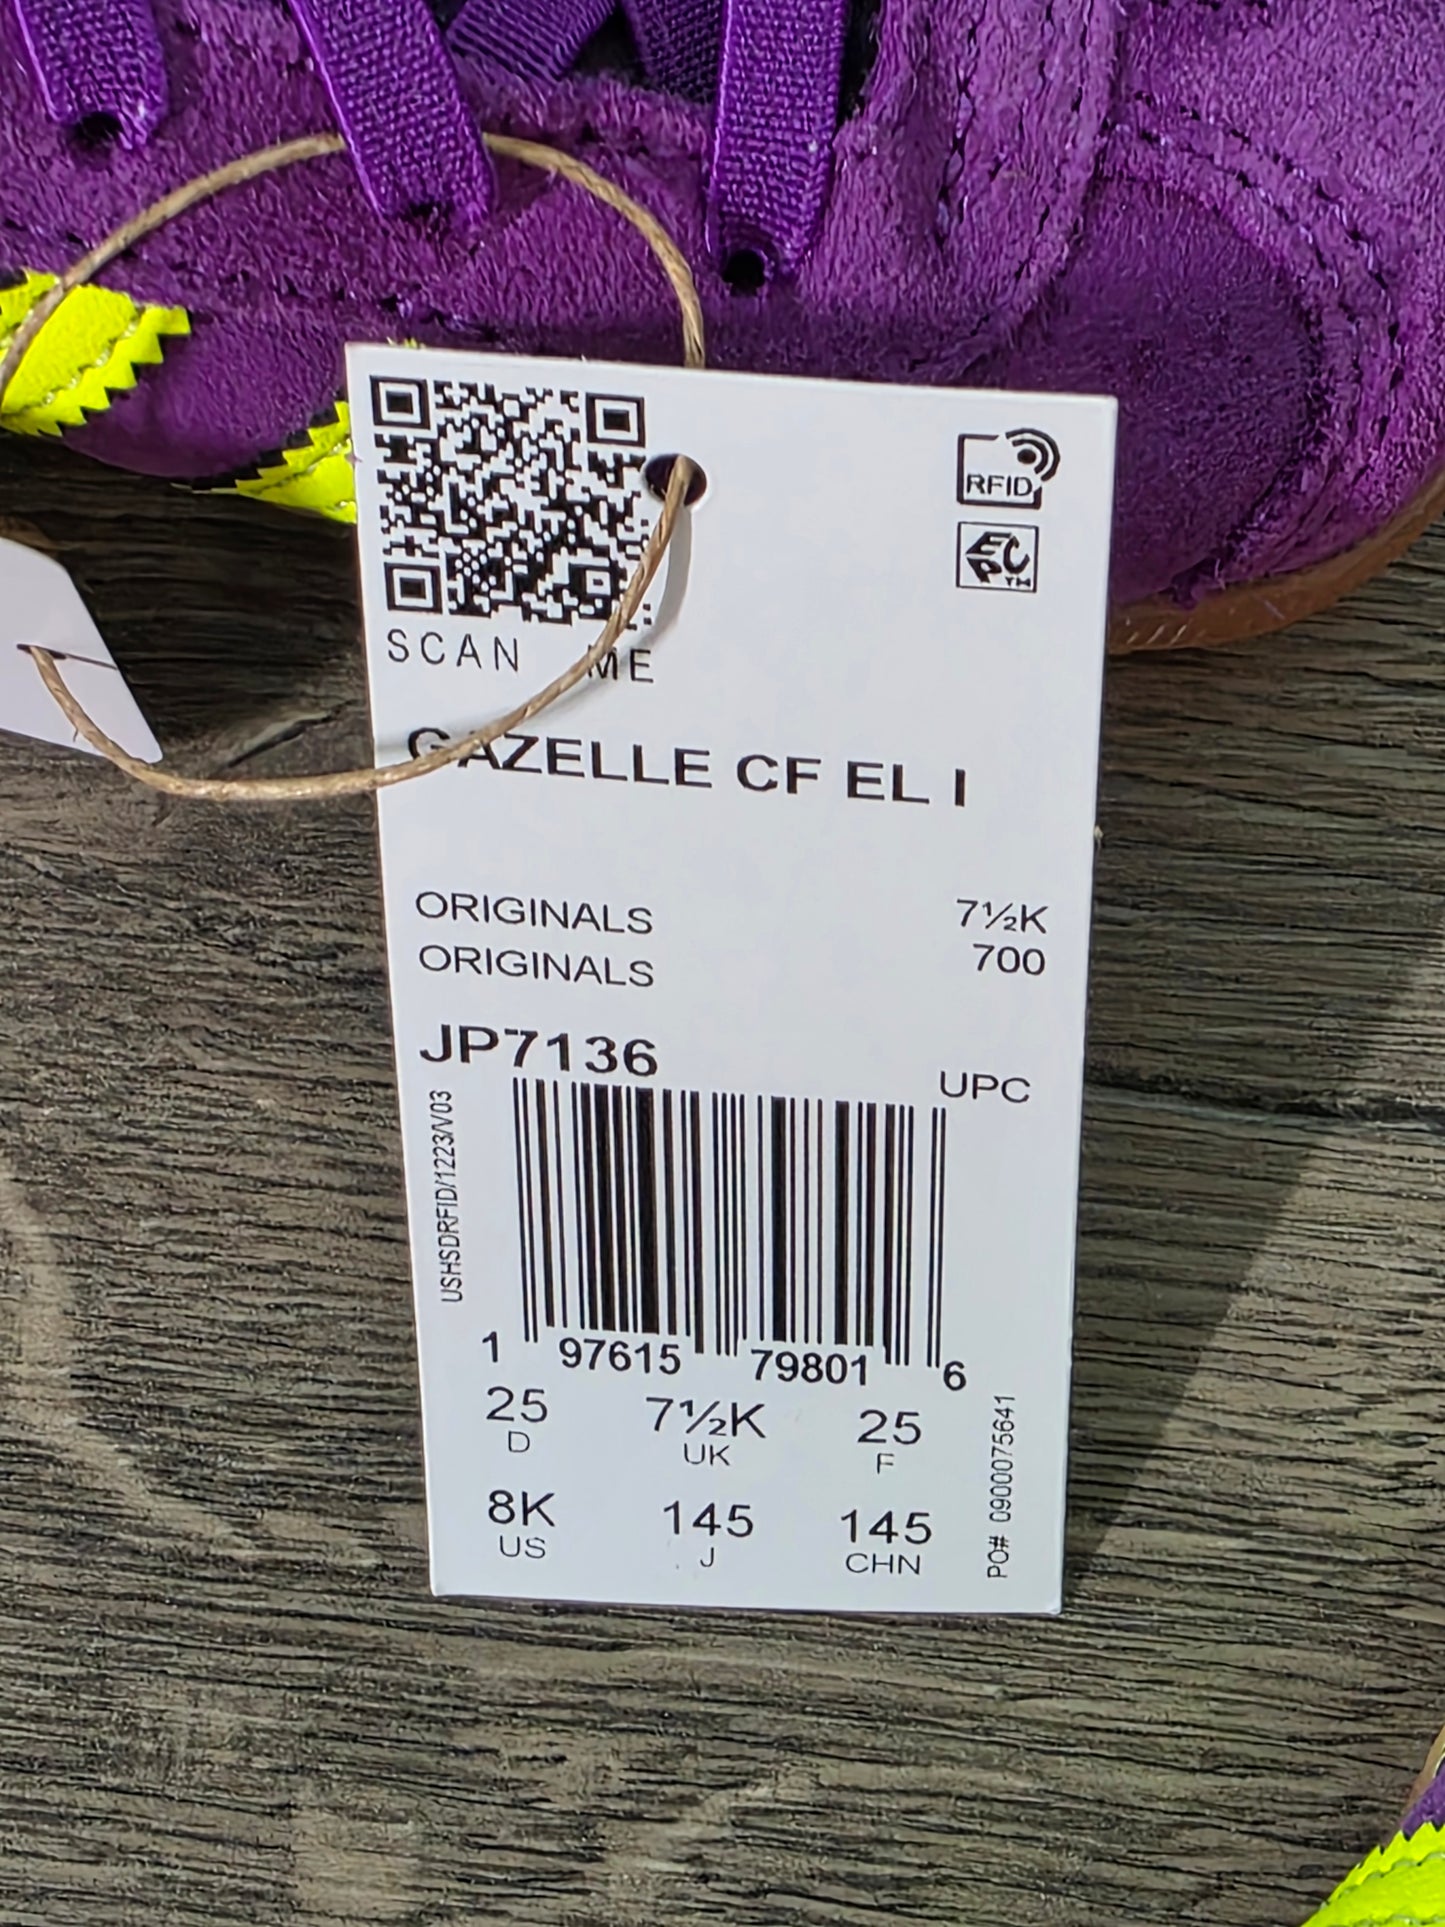 SCAN ME
RFID
EPC TM
GAZELLE CF EL I
ORIGINALS 7½K
ORIGINALS 700
JP7136
UPC
USHSDRFID/1223/V03
1 97615 79801 6
25 7½K 25
D UK F
8K 145 145
US J CHN
PO# 0900075641